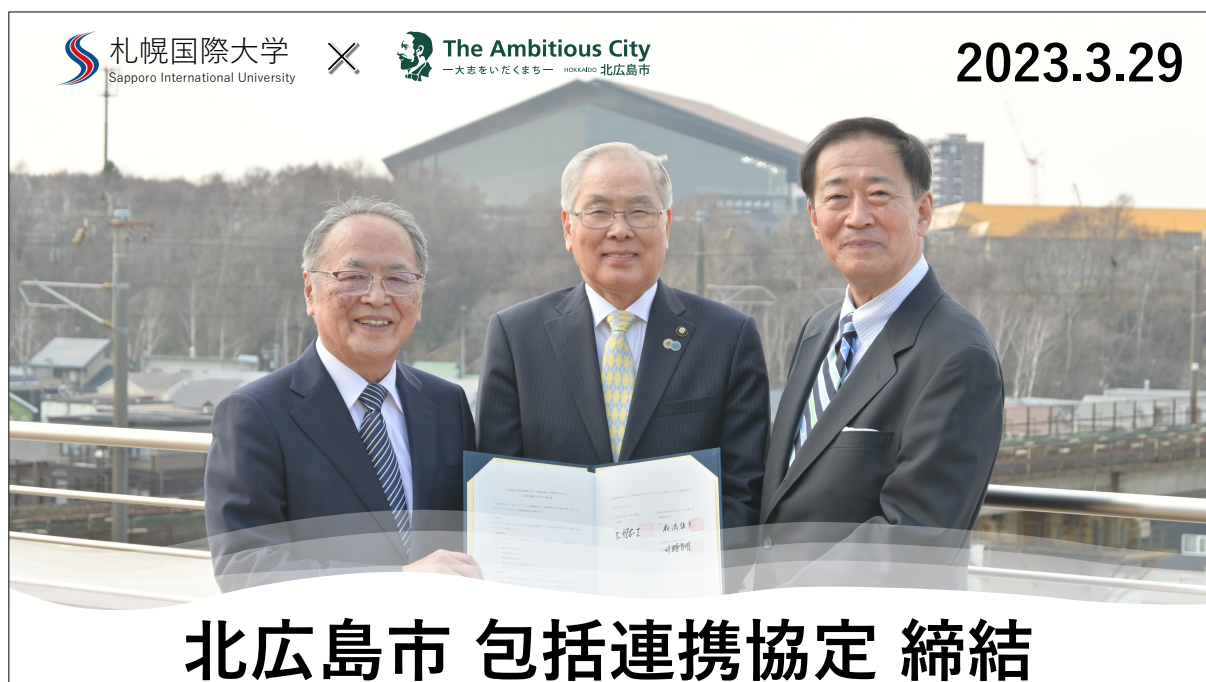 札幌国際大学
Sapporo International University
×
The Ambitious City
―大志をいだくまち― HOKKAIDO 北広島市
2023.3.29
北広島市 包括連携協定 締結